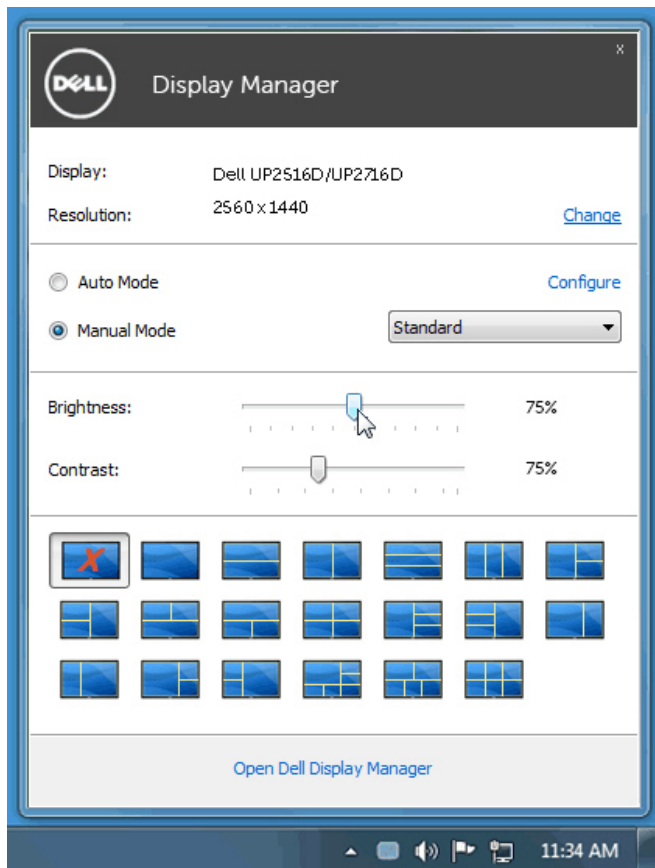 x
DELL
Display Manager
Display: Dell UP2516D/UP2716D
Resolution: 2560 x 1440 Change
Auto Mode Configure
Manual Mode Standard
Brightness: 75%
Contrast: 75%
X
Open Dell Display Manager
11:34 AM